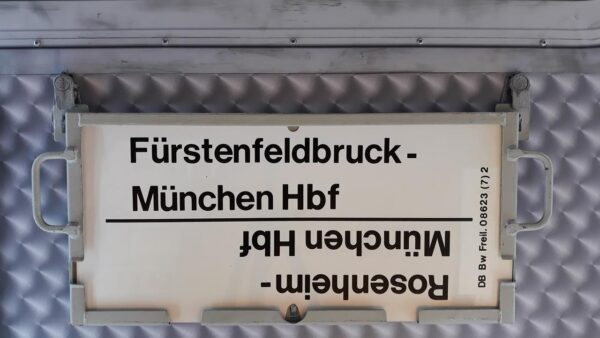 Fürstenfeldbruck -
München Hbf
Rosenheim -
München Hbf
DB Bw Freil. 08623 (7) 2